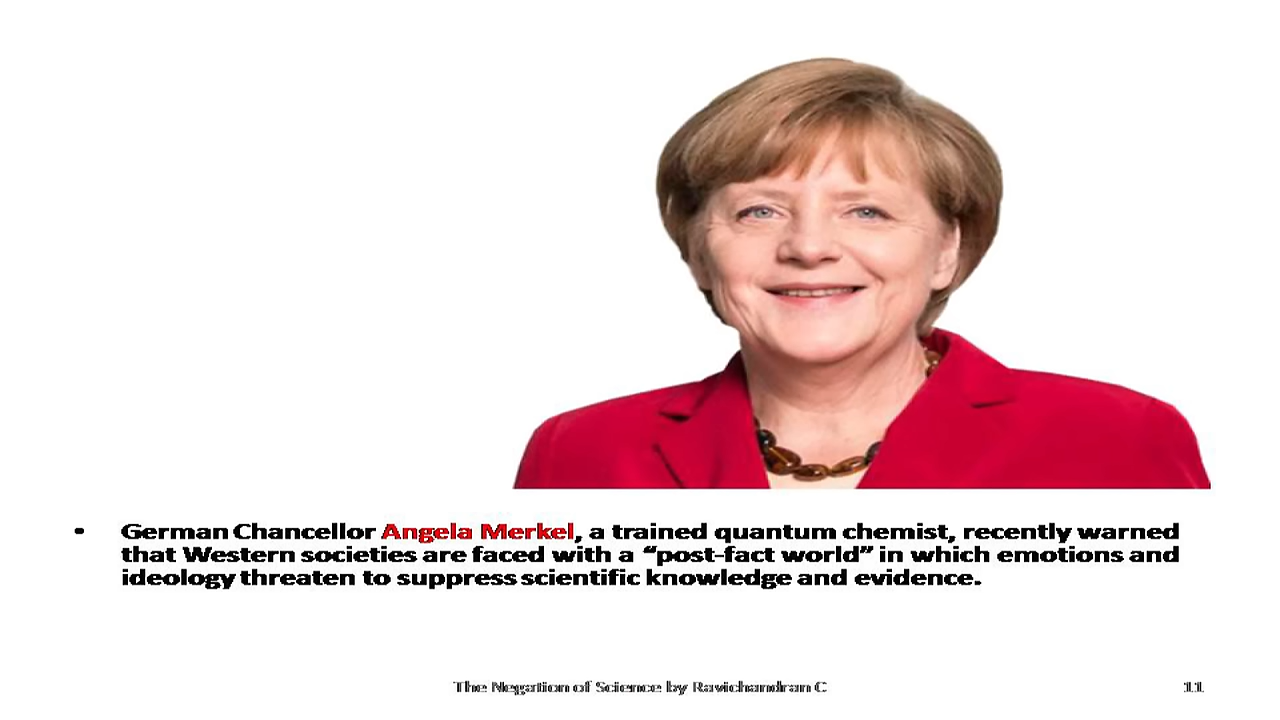 • German Chancellor Angela Merkel, a trained quantum chemist, recently warned
that Western societies are faced with a “post-fact world” in which emotions and
ideology threaten to suppress scientific knowledge and evidence.
The Negation of Science by Ravichandran C
11